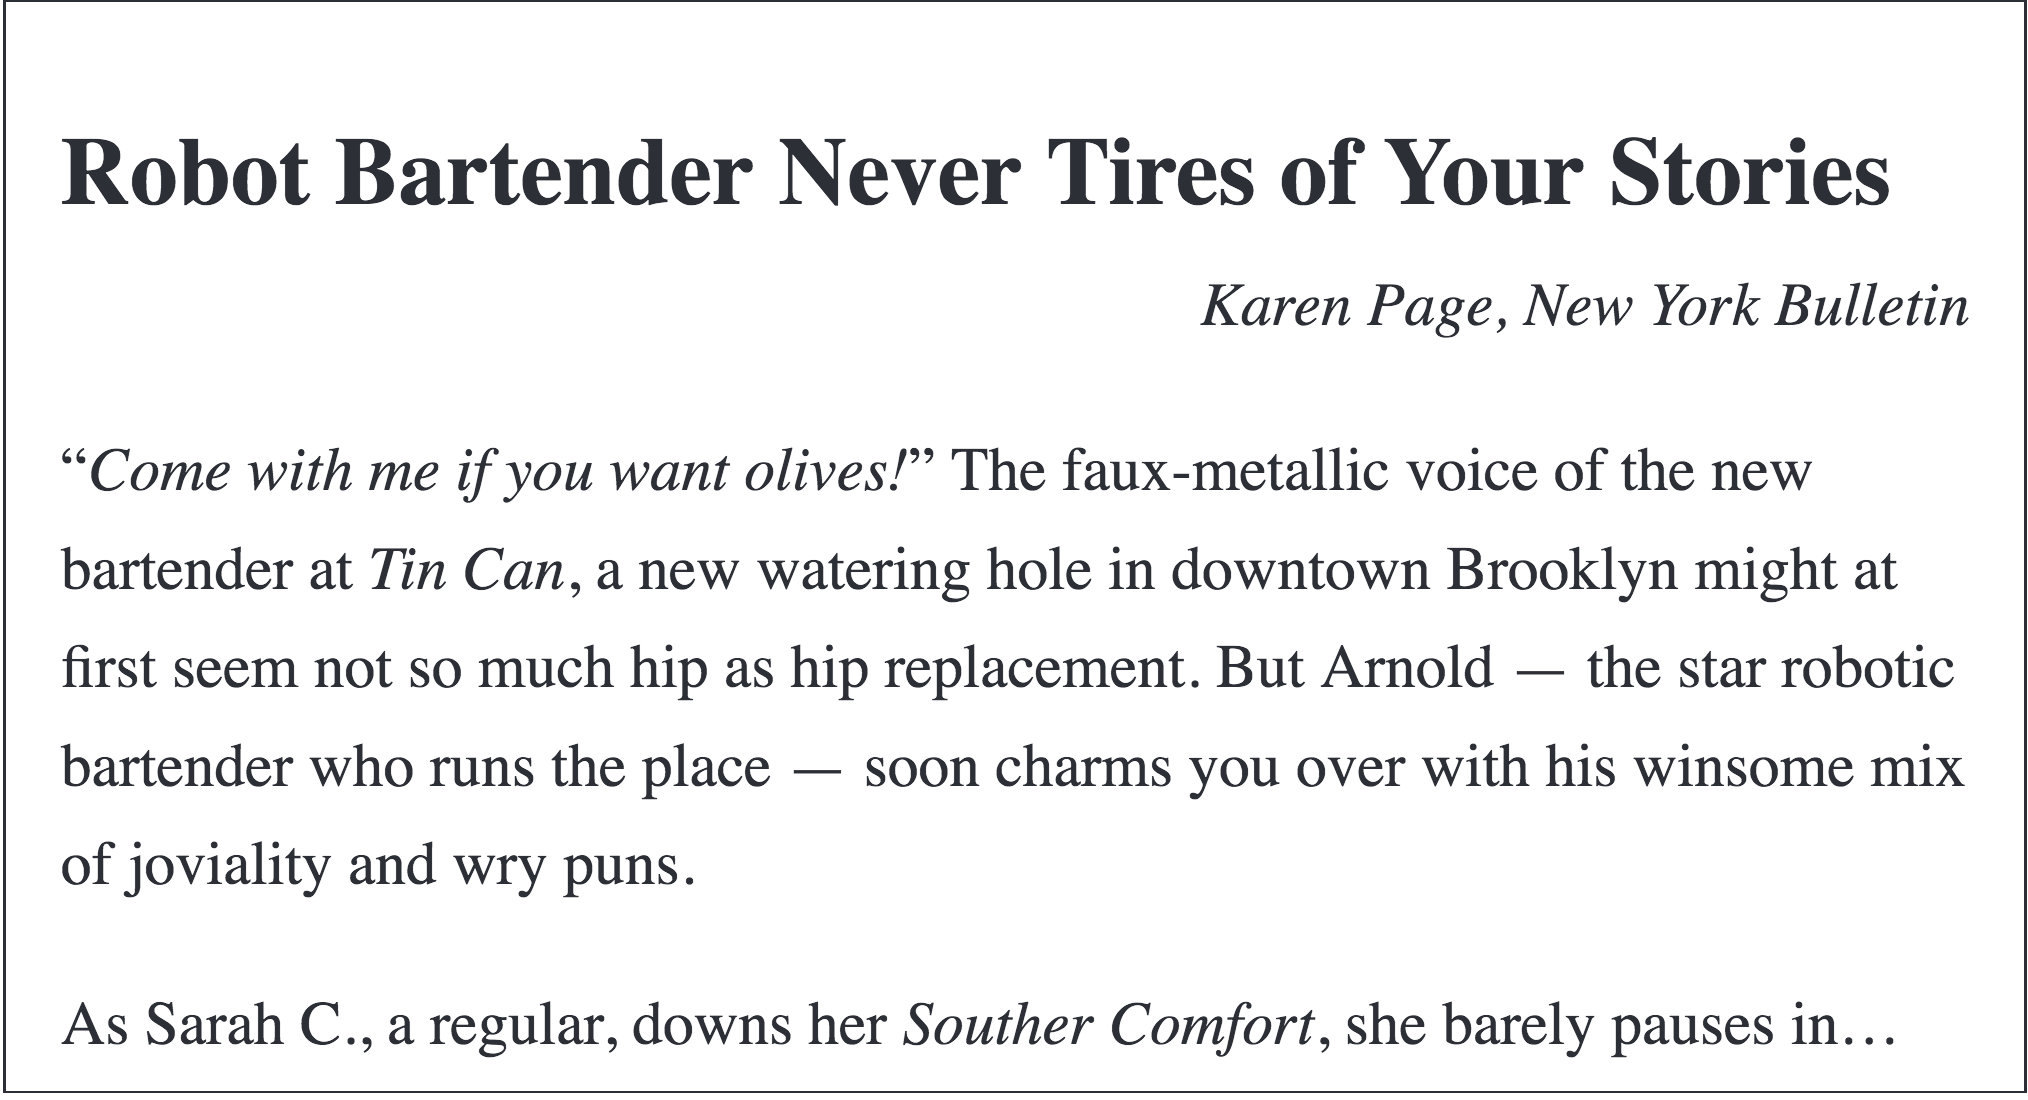 Robot Bartender Never Tires of Your Stories
Karen Page, New York Bulletin
“Come with me if you want olives!” The faux-metallic voice of the new
bartender at Tin Can, a new watering hole in downtown Brooklyn might at
first seem not so much hip as hip replacement. But Arnold — the star robotic
bartender who runs the place — soon charms you over with his winsome mix
of joviality and wry puns.
As Sarah C., a regular, downs her Souther Comfort, she barely pauses in…